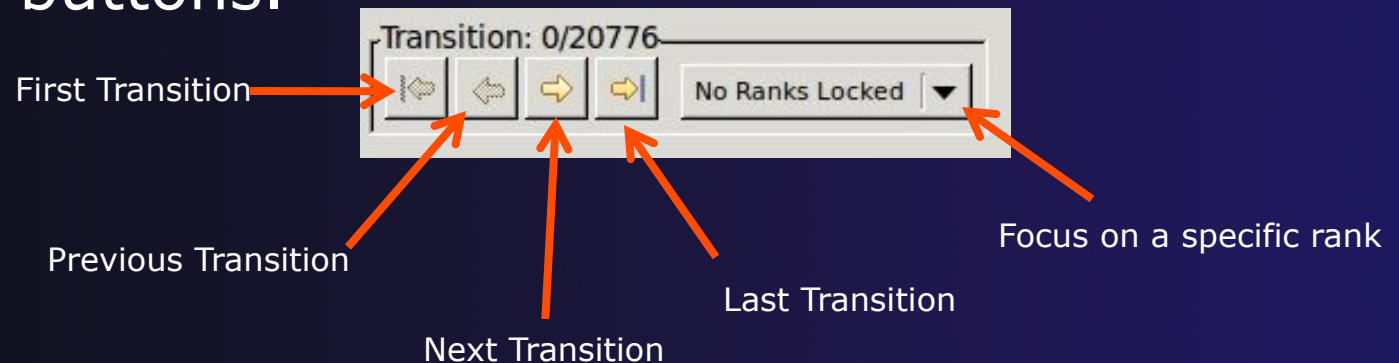 buttons.
Transition: 0/20776
First Transition
No Ranks Locked
Previous Transition
Focus on a specific rank
Last Transition
Next Transition